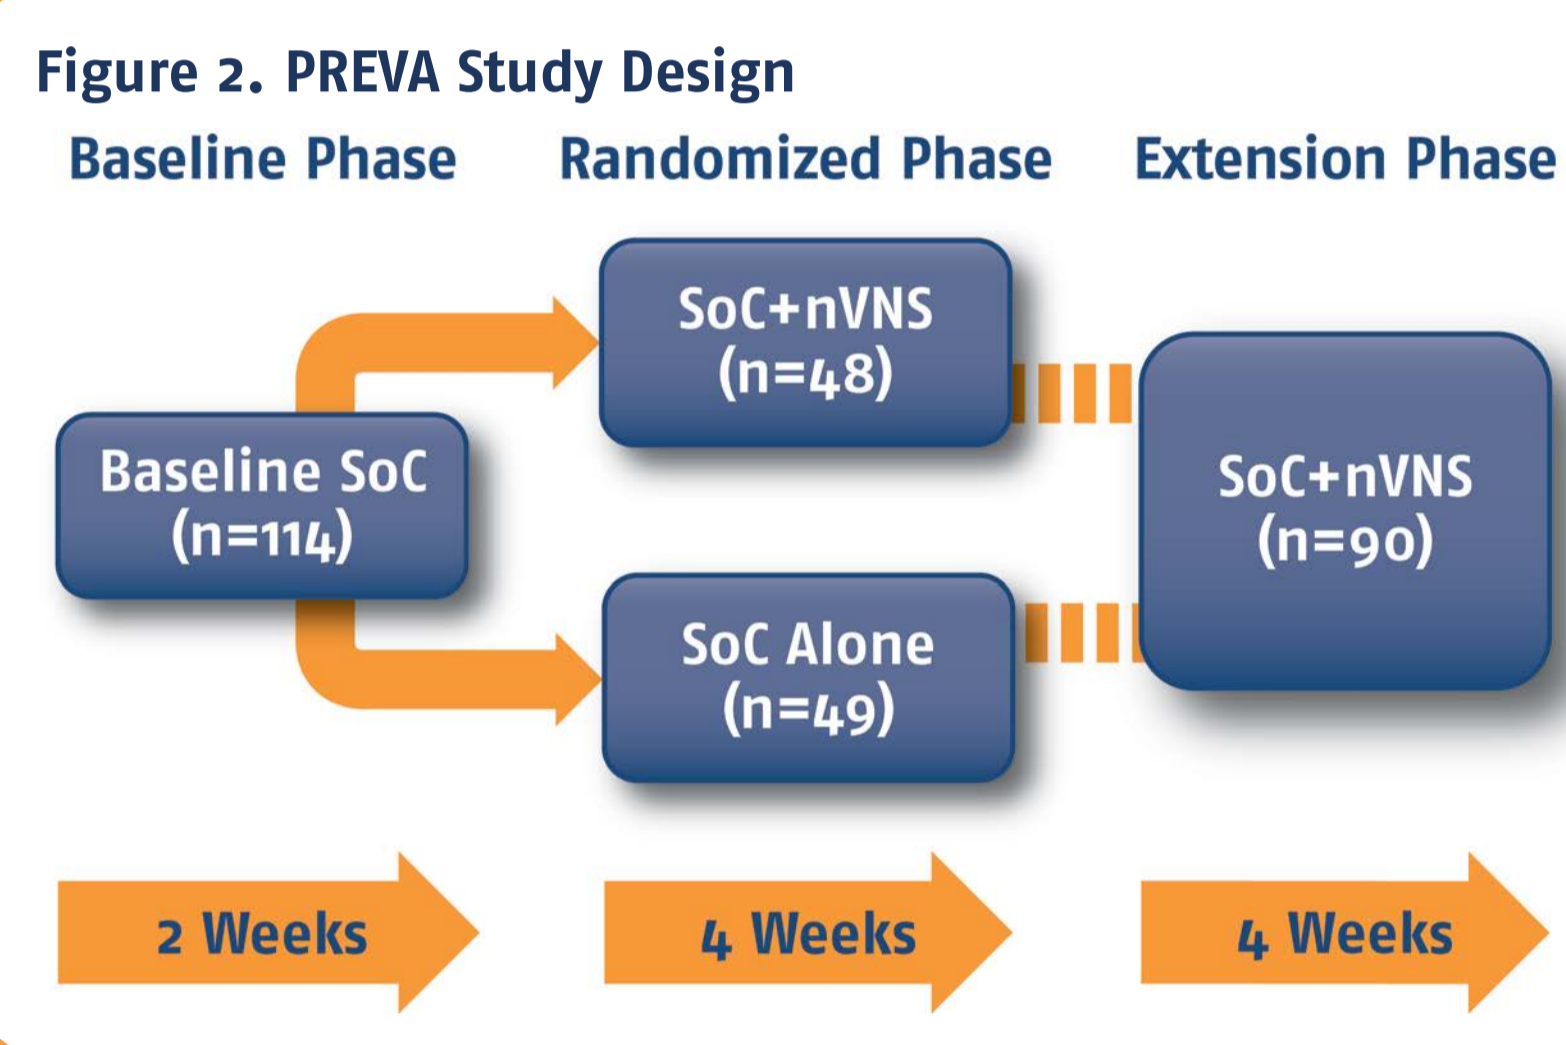 Figure 2. PREVA Study Design
Baseline Phase
Randomized Phase
Extension Phase
SoC+nVNS
(n=48)
Baseline SoC
(n=114)
SoC+nVNS
(n=90)
SoC Alone
(n=49)
2 Weeks
4 Weeks
4 Weeks